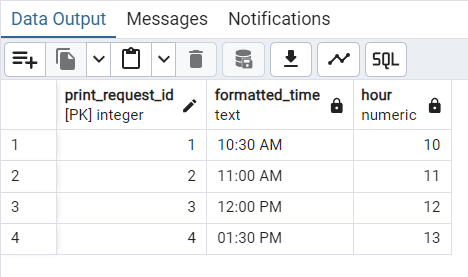 Data Output Messages Notifications
SQL
print_request_id formatted_time hour
[PK] integer text numeric
1 1 10:30 AM 10
2 2 11:00 AM 11
3 3 12:00 PM 12
4 4 01:30 PM 13